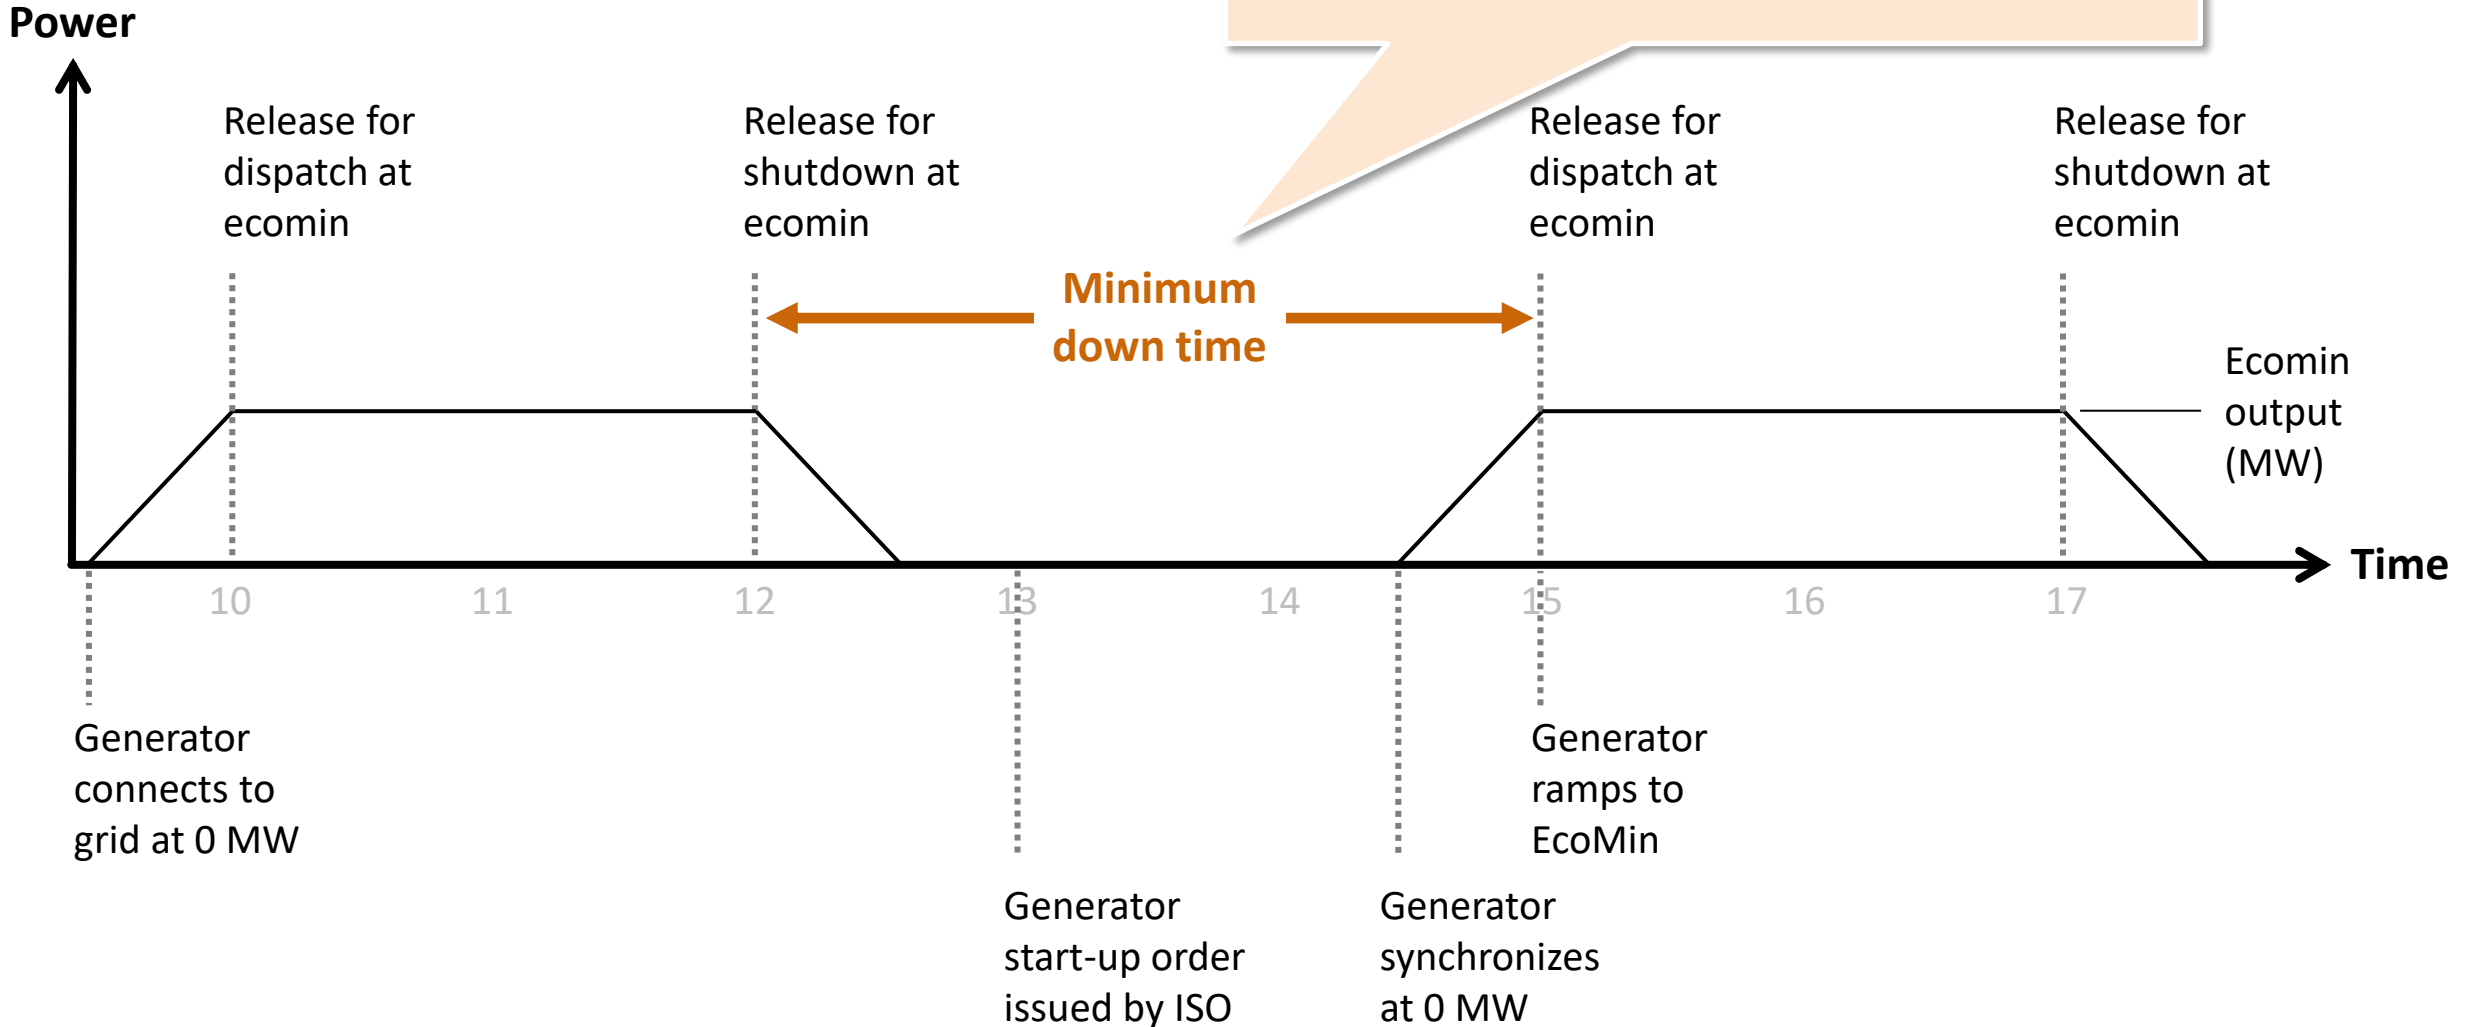 Power
Release for
dispatch at
ecomin
Release for
shutdown at
ecomin
Release for
dispatch at
ecomin
Release for
shutdown at
ecomin
Minimum
down time
Ecomin
output
(MW)
Time
10
11
12
13
14
15
16
17
Generator
connects to
grid at 0 MW
Generator
ramps to
EcoMin
Generator
start-up order
issued by ISO
Generator
synchronizes
at 0 MW